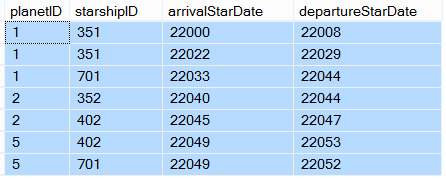 planetID starshipID arrivalStarDate departureStarDate
1 351 22000 22008
1 351 22022 22029
1 701 22033 22044
2 352 22040 22044
2 402 22045 22047
5 402 22049 22053
5 701 22049 22052